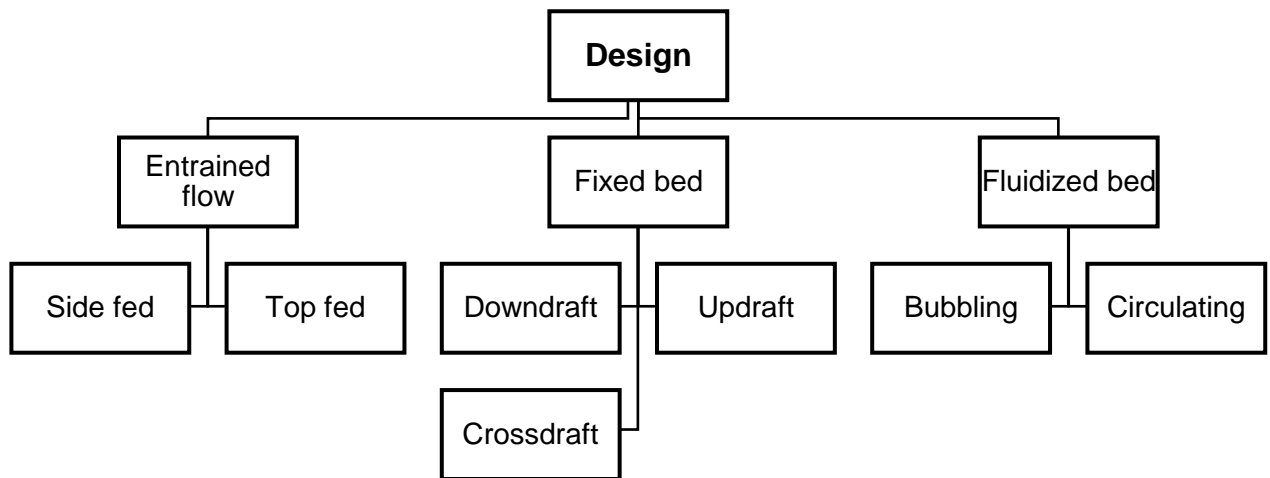 Design
Entrained
flow
Fixed bed
Fluidized bed
Side fed
Top fed
Downdraft
Updraft
Bubbling
Circulating
Crossdraft